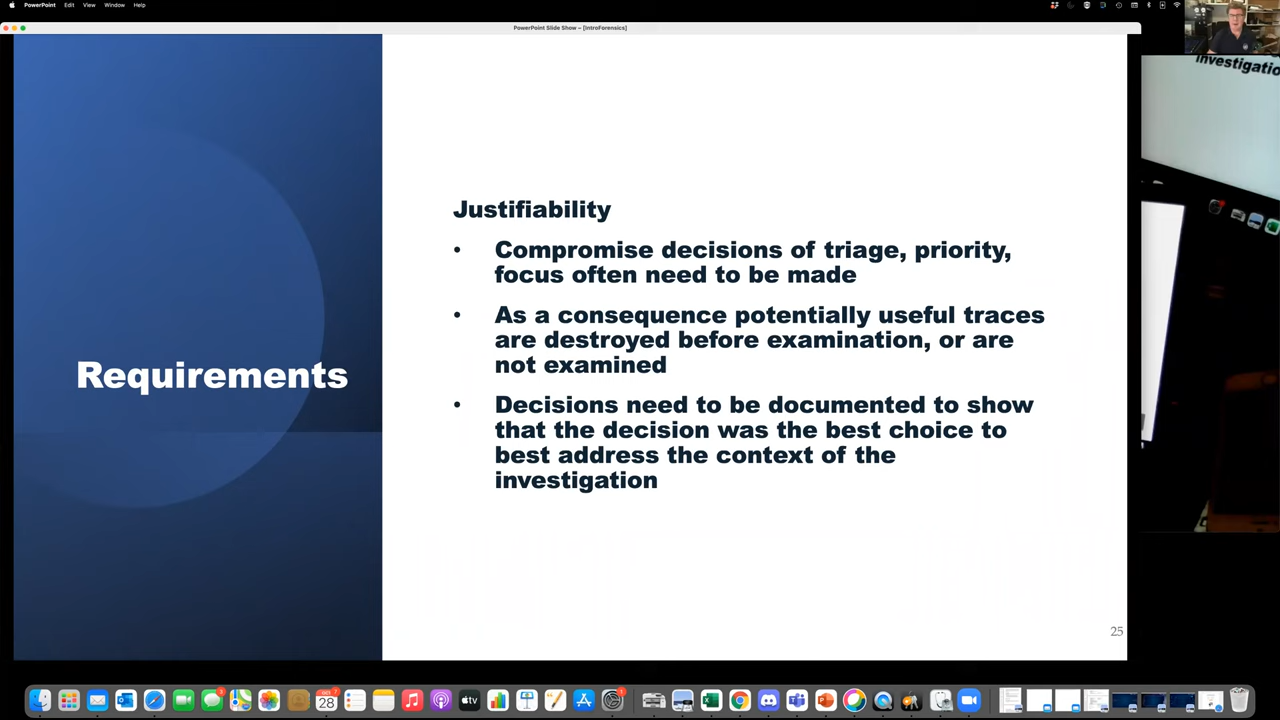 PowerPoint Edit View Window Help
PowerPoint Slide Show – [introForensics]
investigatio
Justifiability
• Compromise decisions of triage, priority,
focus often need to be made
• As a consequence potentially useful traces
are destroyed before examination, or are
not examined
Requirements
• Decisions need to be documented to show
that the decision was the best choice to
best address the context of the
investigation
25
28